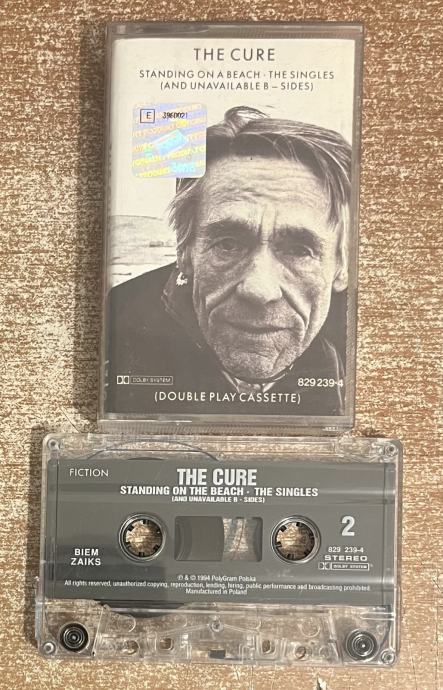 THE CURE
STANDING ON A BEACH · THE SINGLES
(AND UNAVAILABLE B – SIDES)
E 3960021
DOLBY SYSTEM
829 239-4
(DOUBLE PLAY CASSETTE)
FICTION
THE CURE
STANDING ON THE BEACH · THE SINGLES
(AND UNAVAILABLE B - SIDES)
2
BIEM
ZAIKS
829 239-4
STEREO
DOLBY SYSTEM
℗ & © 1994 PolyGram Polska
All rights reserved, unauthorized copying, reproduction, lending, hiring, public performance and broadcasting prohibited.
Manufactured in Poland